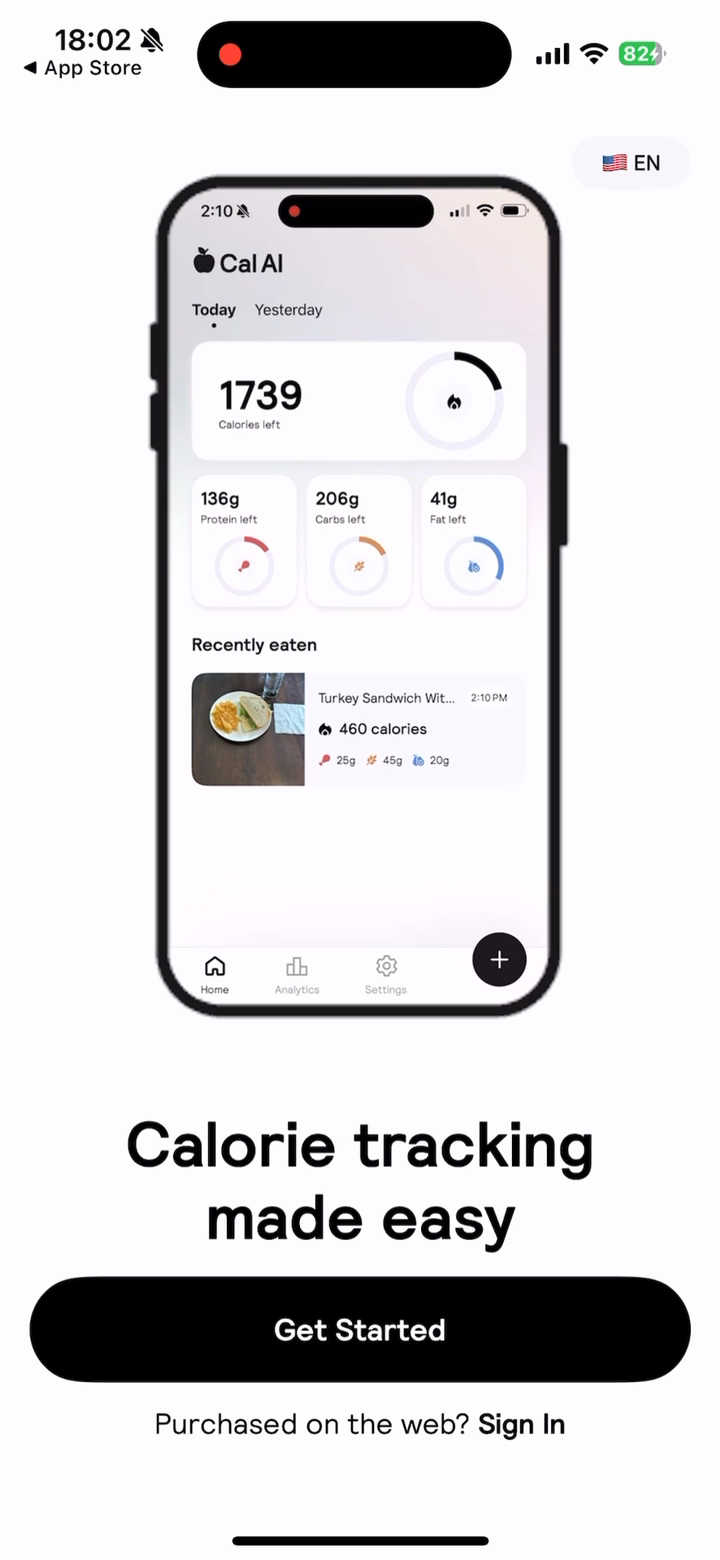 18:02
82
◀ App Store
🇺🇸 EN
2:10
Cal AI
Today Yesterday
1739
Calories left
136g 206g 41g
Protein left Carbs left Fat left
Recently eaten
Turkey Sandwich Wit... 2:10 PM
460 calories
25g 45g 20g
Home Analytics Settings
Calorie tracking
made easy
Get Started
Purchased on the web? Sign In